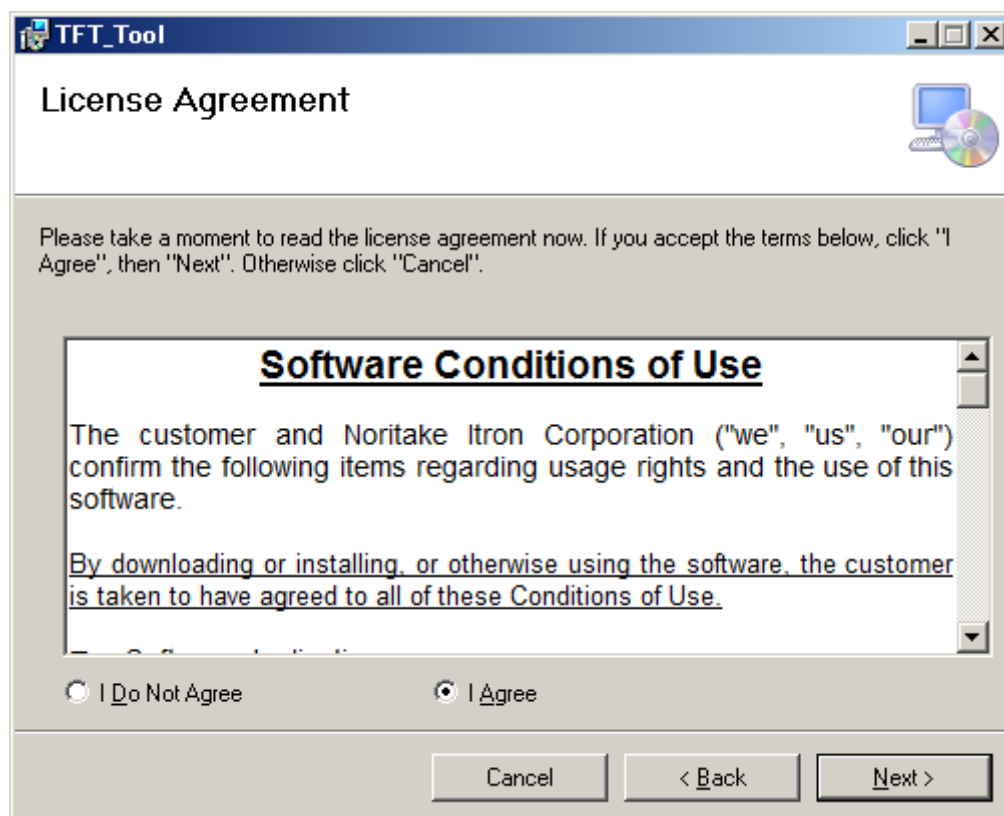 TFT_Tool
License Agreement
Please take a moment to read the license agreement now. If you accept the terms below, click "I
Agree", then "Next". Otherwise click "Cancel".
Software Conditions of Use
The customer and Noritake Itron Corporation ("we", "us", "our")
confirm the following items regarding usage rights and the use of this
software.
By downloading or installing, or otherwise using the software, the customer
is taken to have agreed to all of these Conditions of Use.
I Do Not Agree
I Agree
Cancel
< Back
Next >